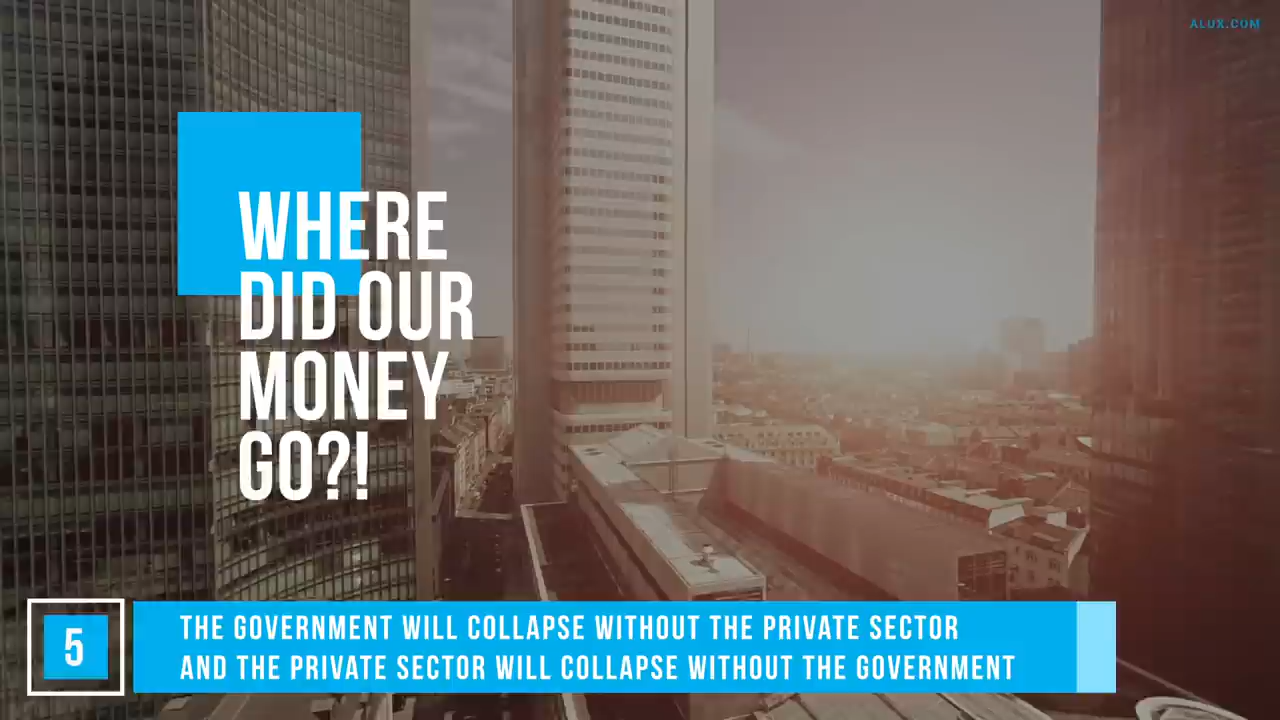 ALUX.COM
WHERE
DID OUR
MONEY
GO?!
5
THE GOVERNMENT WILL COLLAPSE WITHOUT THE PRIVATE SECTOR
AND THE PRIVATE SECTOR WILL COLLAPSE WITHOUT THE GOVERNMENT